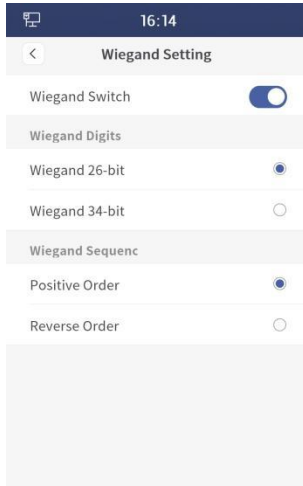 16:14
Wiegand Setting
Wiegand Switch
Wiegand Digits
Wiegand 26-bit
Wiegand 34-bit
Wiegand Sequenc
Positive Order
Reverse Order